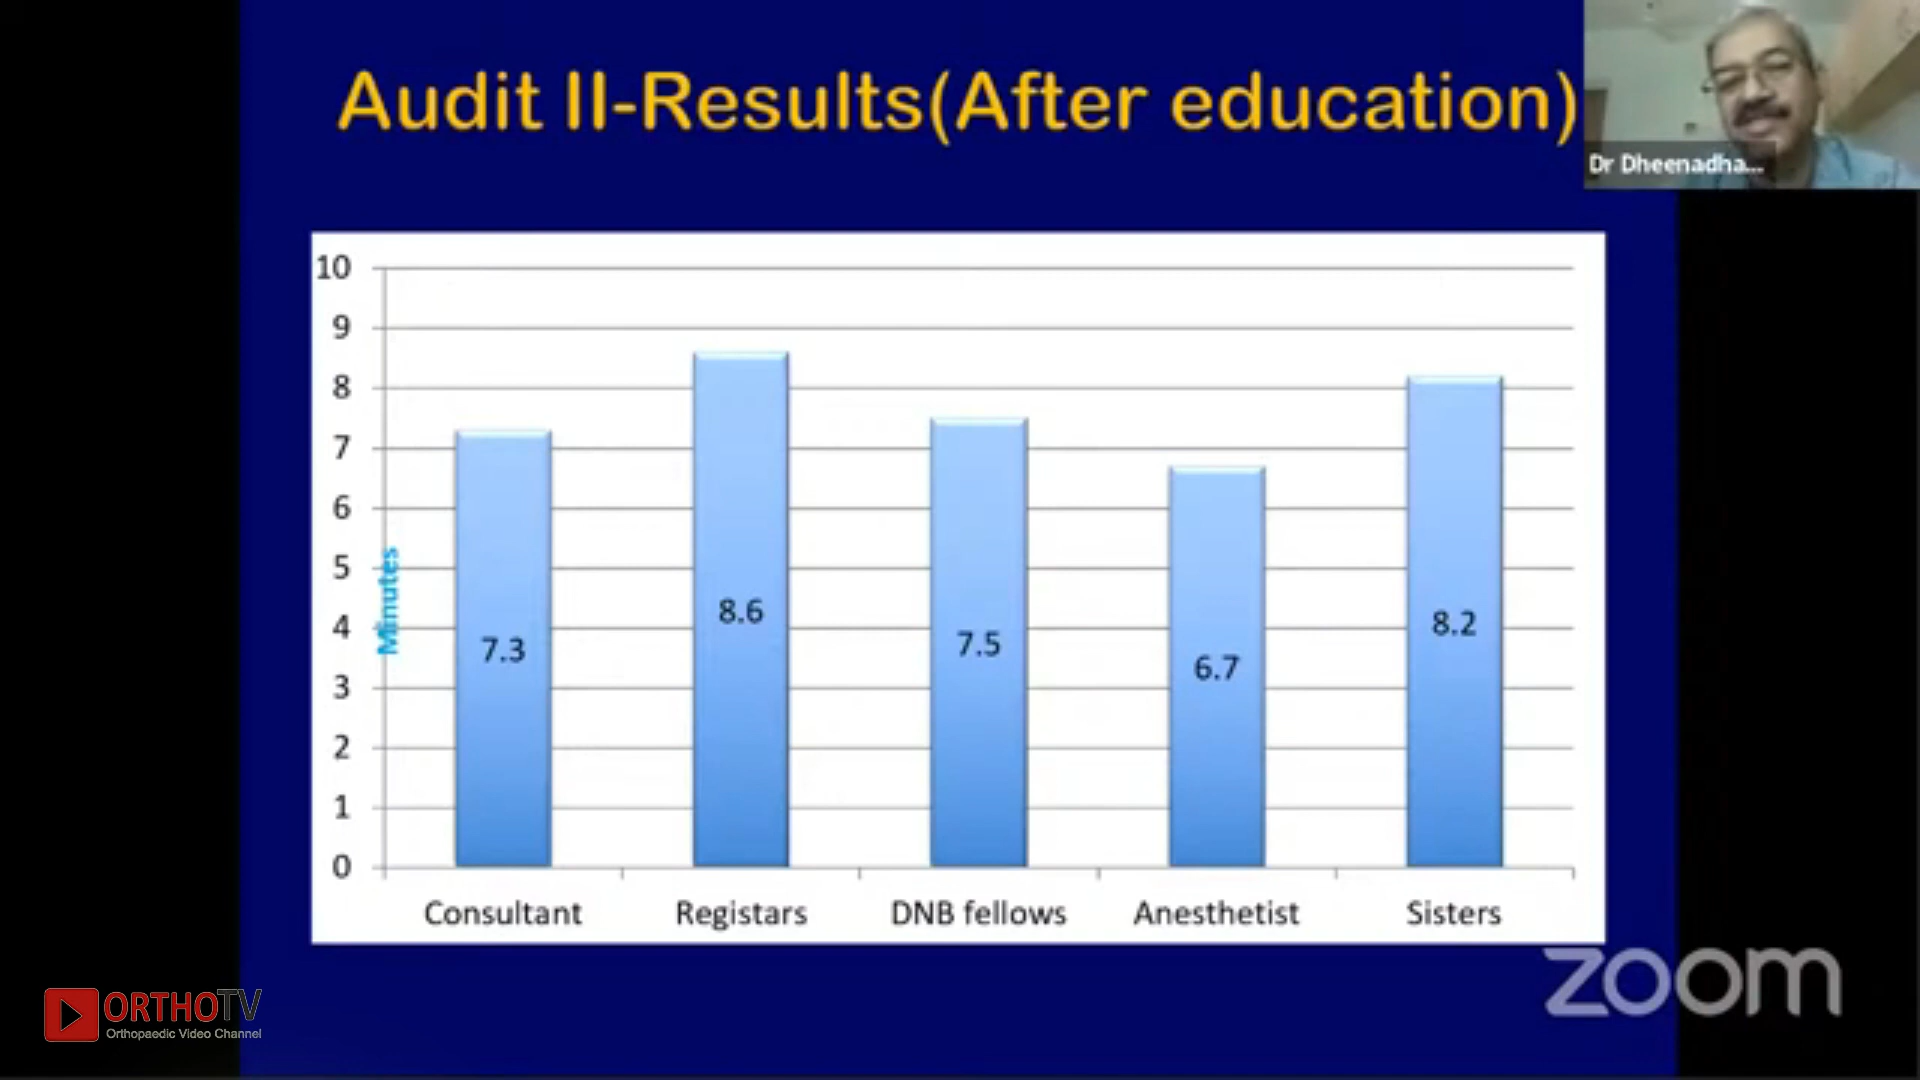 Audit II-Results(After education)
Dr Dheenadha...
10
9
8
7
6
5
4
3
2
1
0
Minutes
7.3
8.6
7.5
6.7
8.2
Consultant
Registars
DNB fellows
Anesthetist
Sisters
ORTHOTV
Orthopaedic Video Channel
zoom